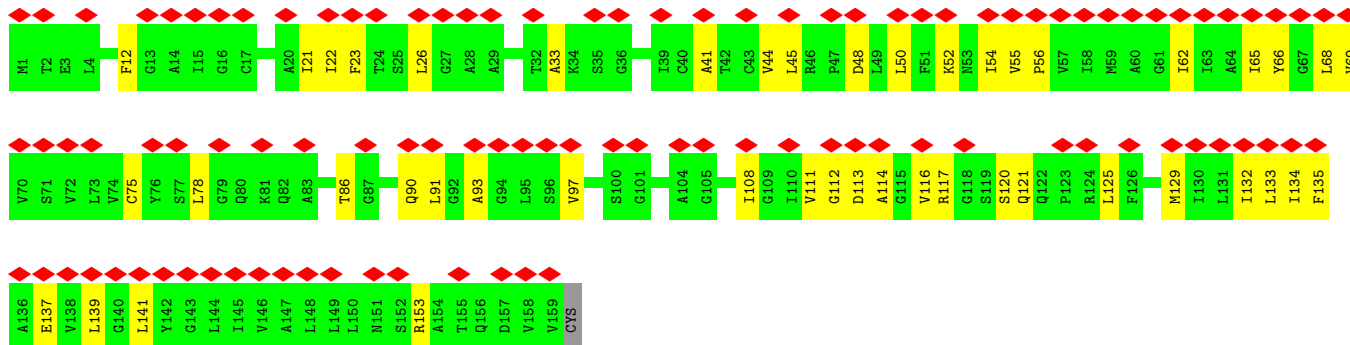 M1 T2 E3 L4 F12 G13 A14 I15 G16 C17 A20 I21 I22 F23 T24 S25 L26 G27 A28 A29 T32 A33 K34 S35 G36 I39 C40 A41 T42 C43 V44 L45 R46 P47 D48 L49 L50 F51 K52 N53 I54 V55 P56 V57 I58 M59 A60 G61 I62 I63 A64 I65 Y66 G67 L68 V69
V70 S71 V72 L73 V74 C75 Y76 S77 L78 G79 Q80 K81 Q82 A83 T86 G87 Q90 L91 G92 A93 G94 L95 S96 V97 S100 G101 A104 G105 I108 G109 I110 V111 G112 D113 A114 G115 V116 R117 G118 S119 S120 Q121 Q122 P123 R124 L125 F126 M129 I130 L131 I132 L133 I134 F135
A136 E137 V138 L139 G140 L141 Y142 G143 L144 I145 V146 A147 L148 L149 L150 N151 S152 R153 A154 T155 Q156 D157 V158 V159 CYS